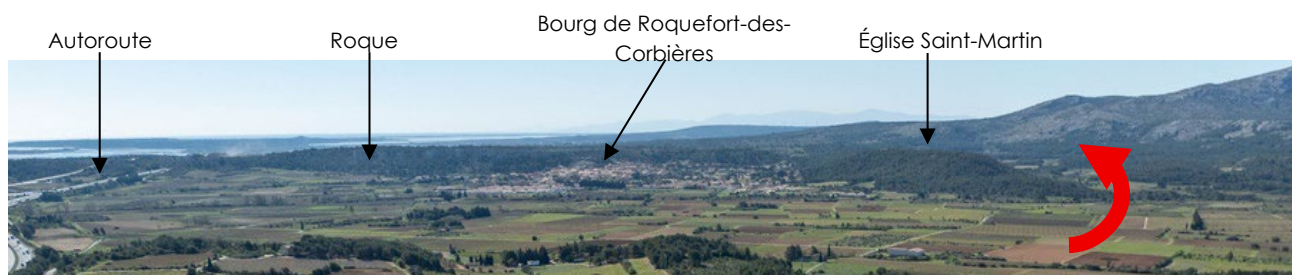 Autoroute
Roque
Bourg de Roquefort-des-
Corbières
Église Saint-Martin